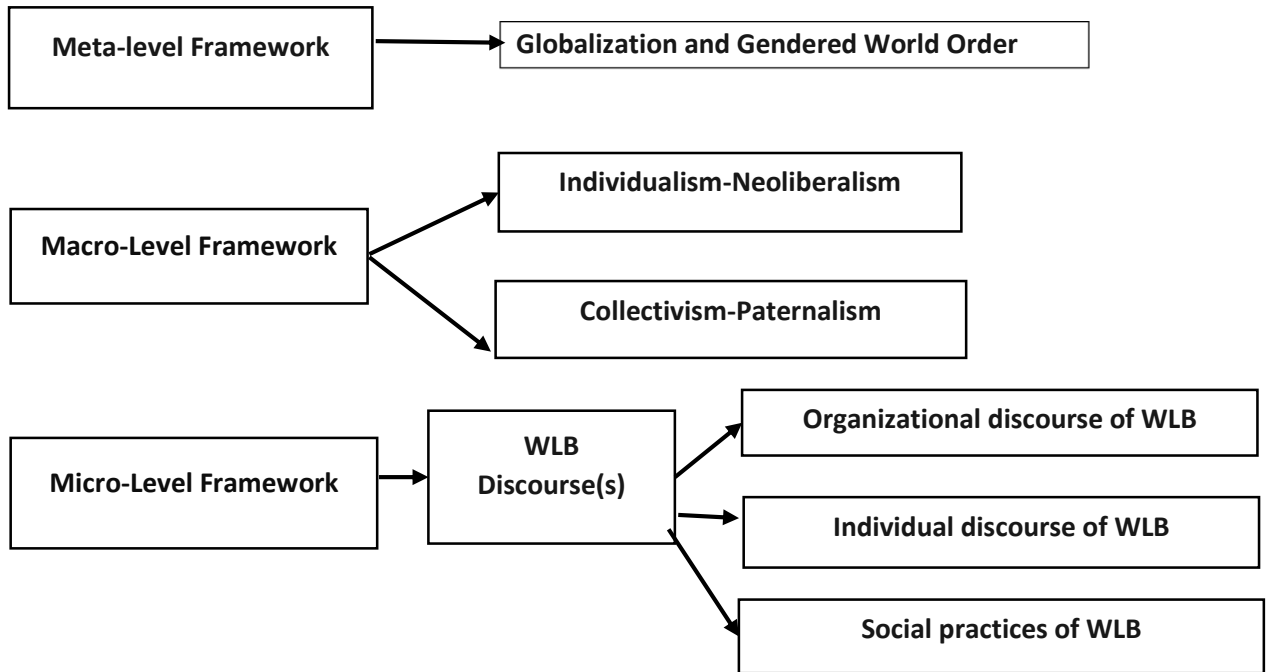 Meta-level Framework
Globalization and Gendered World Order
Individualism-Neoliberalism
Macro-Level Framework
Collectivism-Paternalism
Organizational discourse of WLB
WLB
Discourse(s)
Micro-Level Framework
Individual discourse of WLB
Social practices of WLB